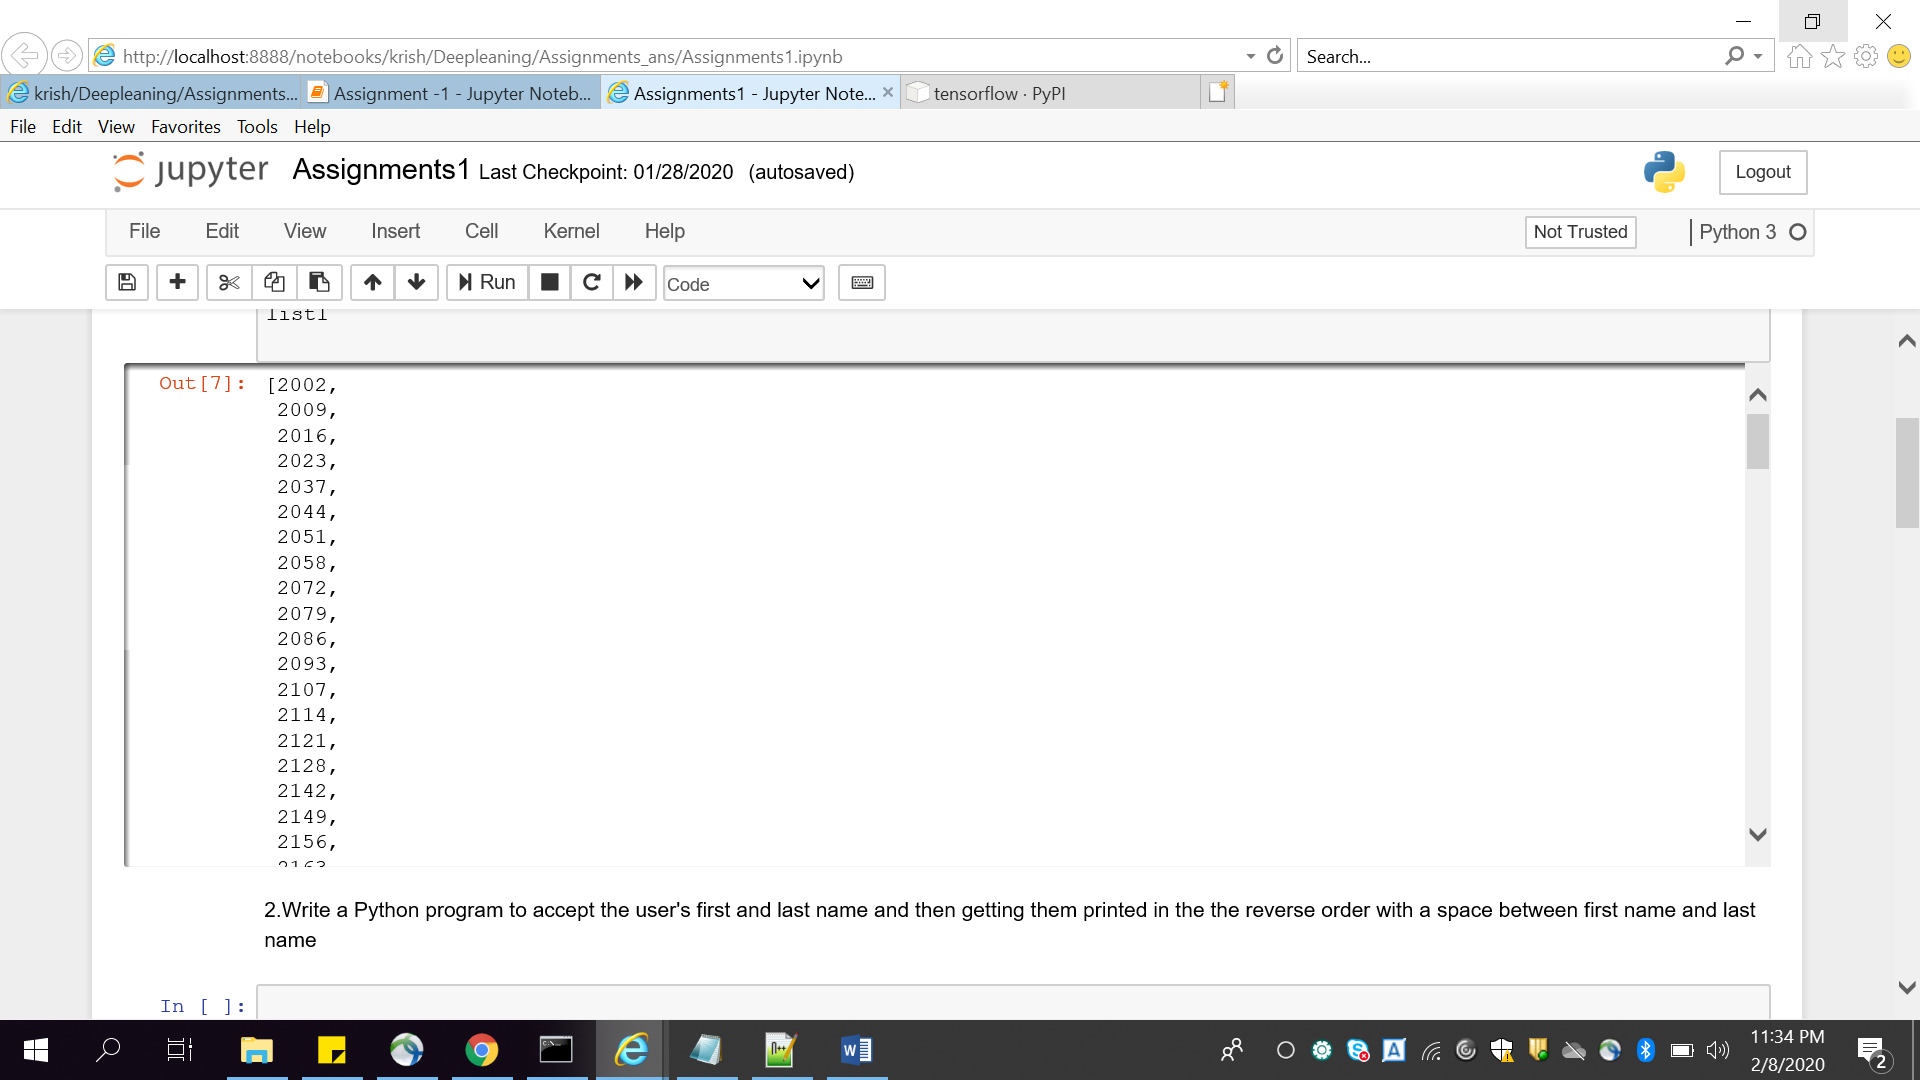 http://localhost:8888/notebooks/krish/Deepleaning/Assignments_ans/Assignments1.ipynb
Search...
krish/Deepleaning/Assignments...
Assignment -1 - Jupyter Noteb...
Assignments1 - Jupyter Note...
tensorflow · PyPI
File Edit View Favorites Tools Help
jupyter Assignments1 Last Checkpoint: 01/28/2020 (autosaved)
Logout
File Edit View Insert Cell Kernel Help
Not Trusted
Python 3
Run
Code
list1
Out[7]: [2002,
2009,
2016,
2023,
2037,
2044,
2051,
2058,
2072,
2079,
2086,
2093,
2107,
2114,
2121,
2128,
2142,
2149,
2156,
2163
2.Write a Python program to accept the user's first and last name and then getting them printed in the the reverse order with a space between first name and last
name
In [ ]:
11:34 PM
2/8/2020
2